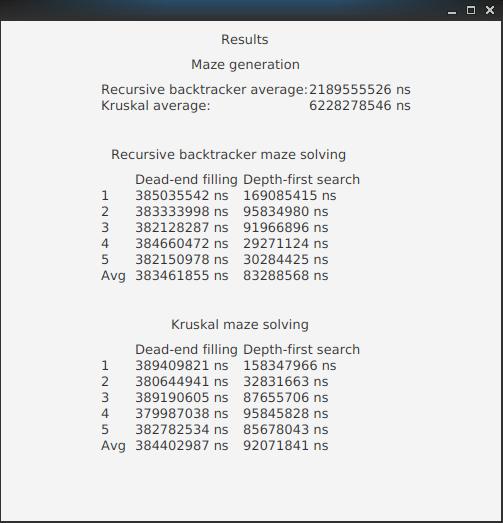 Results
Maze generation
Recursive backtracker average: 2189555526 ns
Kruskal average: 6228278546 ns
Recursive backtracker maze solving
Dead-end filling Depth-first search
1 385035542 ns 169085415 ns
2 383333998 ns 95834980 ns
3 382128287 ns 91966896 ns
4 384660472 ns 29271124 ns
5 382150978 ns 30284425 ns
Avg 383461855 ns 83288568 ns
Kruskal maze solving
Dead-end filling Depth-first search
1 389409821 ns 158347966 ns
2 380644941 ns 32831663 ns
3 389190605 ns 87655706 ns
4 379987038 ns 95845828 ns
5 382782534 ns 85678043 ns
Avg 384402987 ns 92071841 ns